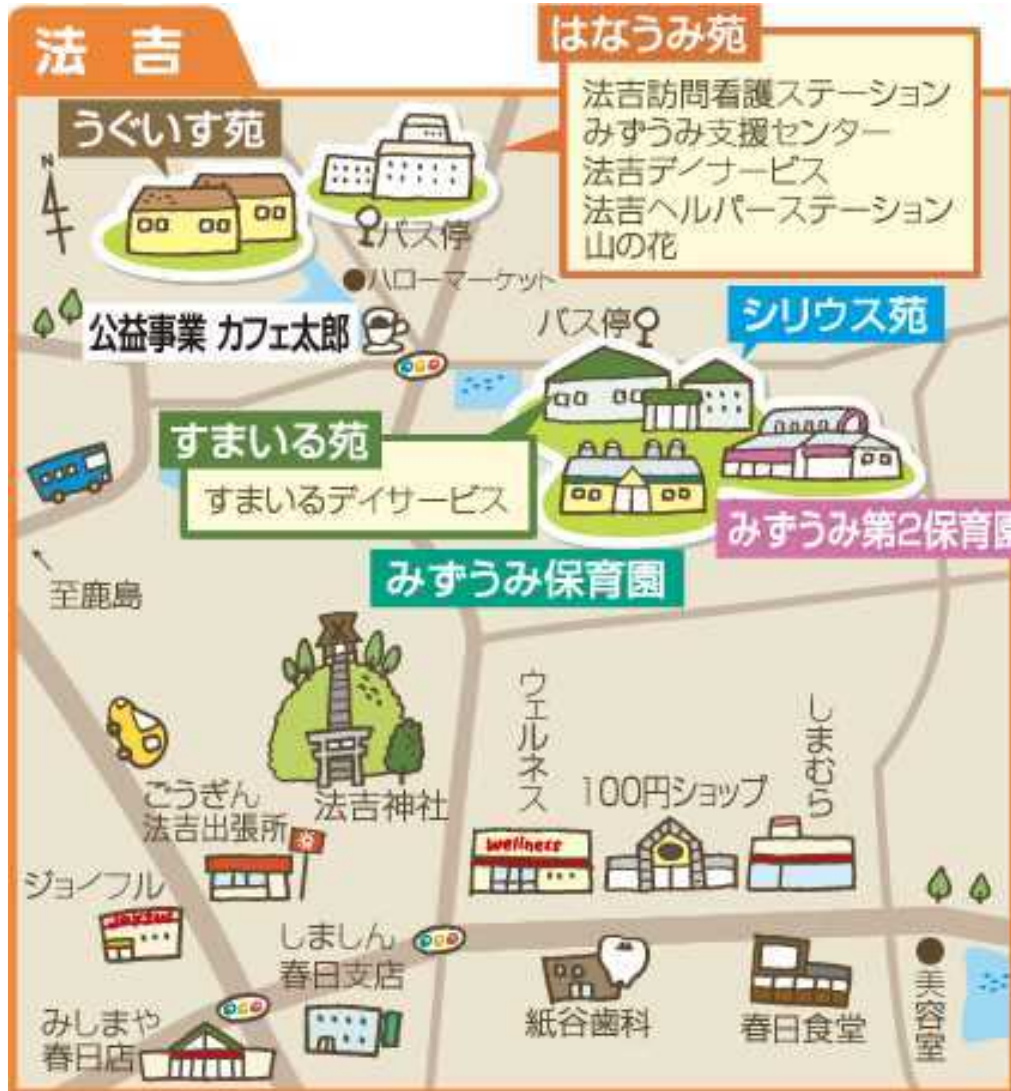 法吉
はなうみ苑
法吉訪問看護ステーション
みずうみ支援センター
法吉デイサービス
法吉ヘルパーステーション
山の花
うぐいす苑
N
バス停
ハローマーケット
公益事業 カフェ太郎
バス停
シリウス苑
すまいる苑
すまいるデイサービス
みずうみ第2保育園
みずうみ保育園
至鹿島
法吉神社
ごうぎん
法吉出張所
ウェルネス
wellness
100円ショップ
しまむら
ジョイフル
しましん
春日支店
みしまや
春日店
紙谷歯科
春日食堂
美容室